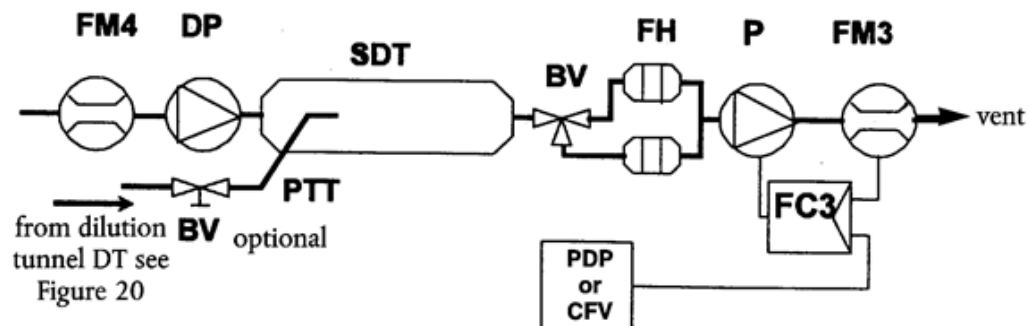 FM4
DP
SDT
BV
FH
P
FM3
vent
PTT
BV optional
from dilution
tunnel DT see
Figure 20
FC3
PDP
or
CFV